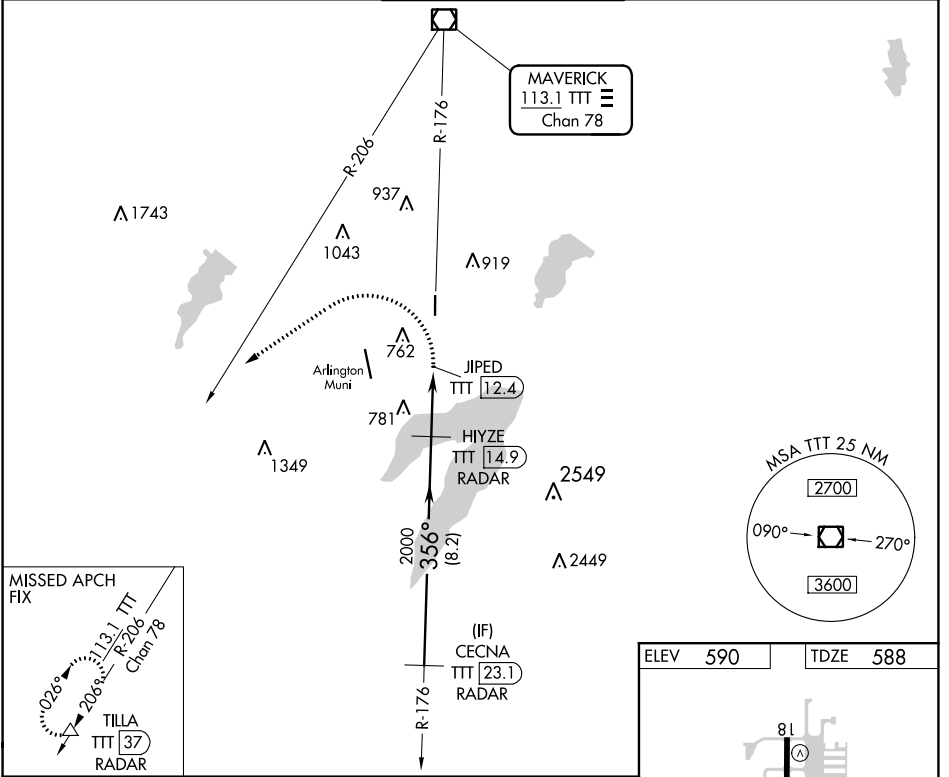 MAVERICK
113.1 TTT
Chan 78
R-206
R-176
937
1743
1043
919
762
Arlington
Muni
JIPED
TTT 12.4
781
HIYZE
TTT 14.9
RADAR
1349
2549
2000
356°
(8.2)
2449
MSA TTT 25 NM
2700
090°
270°
3600
(IF)
CECNA
TTT 23.1
RADAR
R-176
MISSED APCH
FIX
113.1 TTT
R-206
Chan 78
026°
206°
TILLA
TTT 37
RADAR
ELEV 590
TDZE 588
18